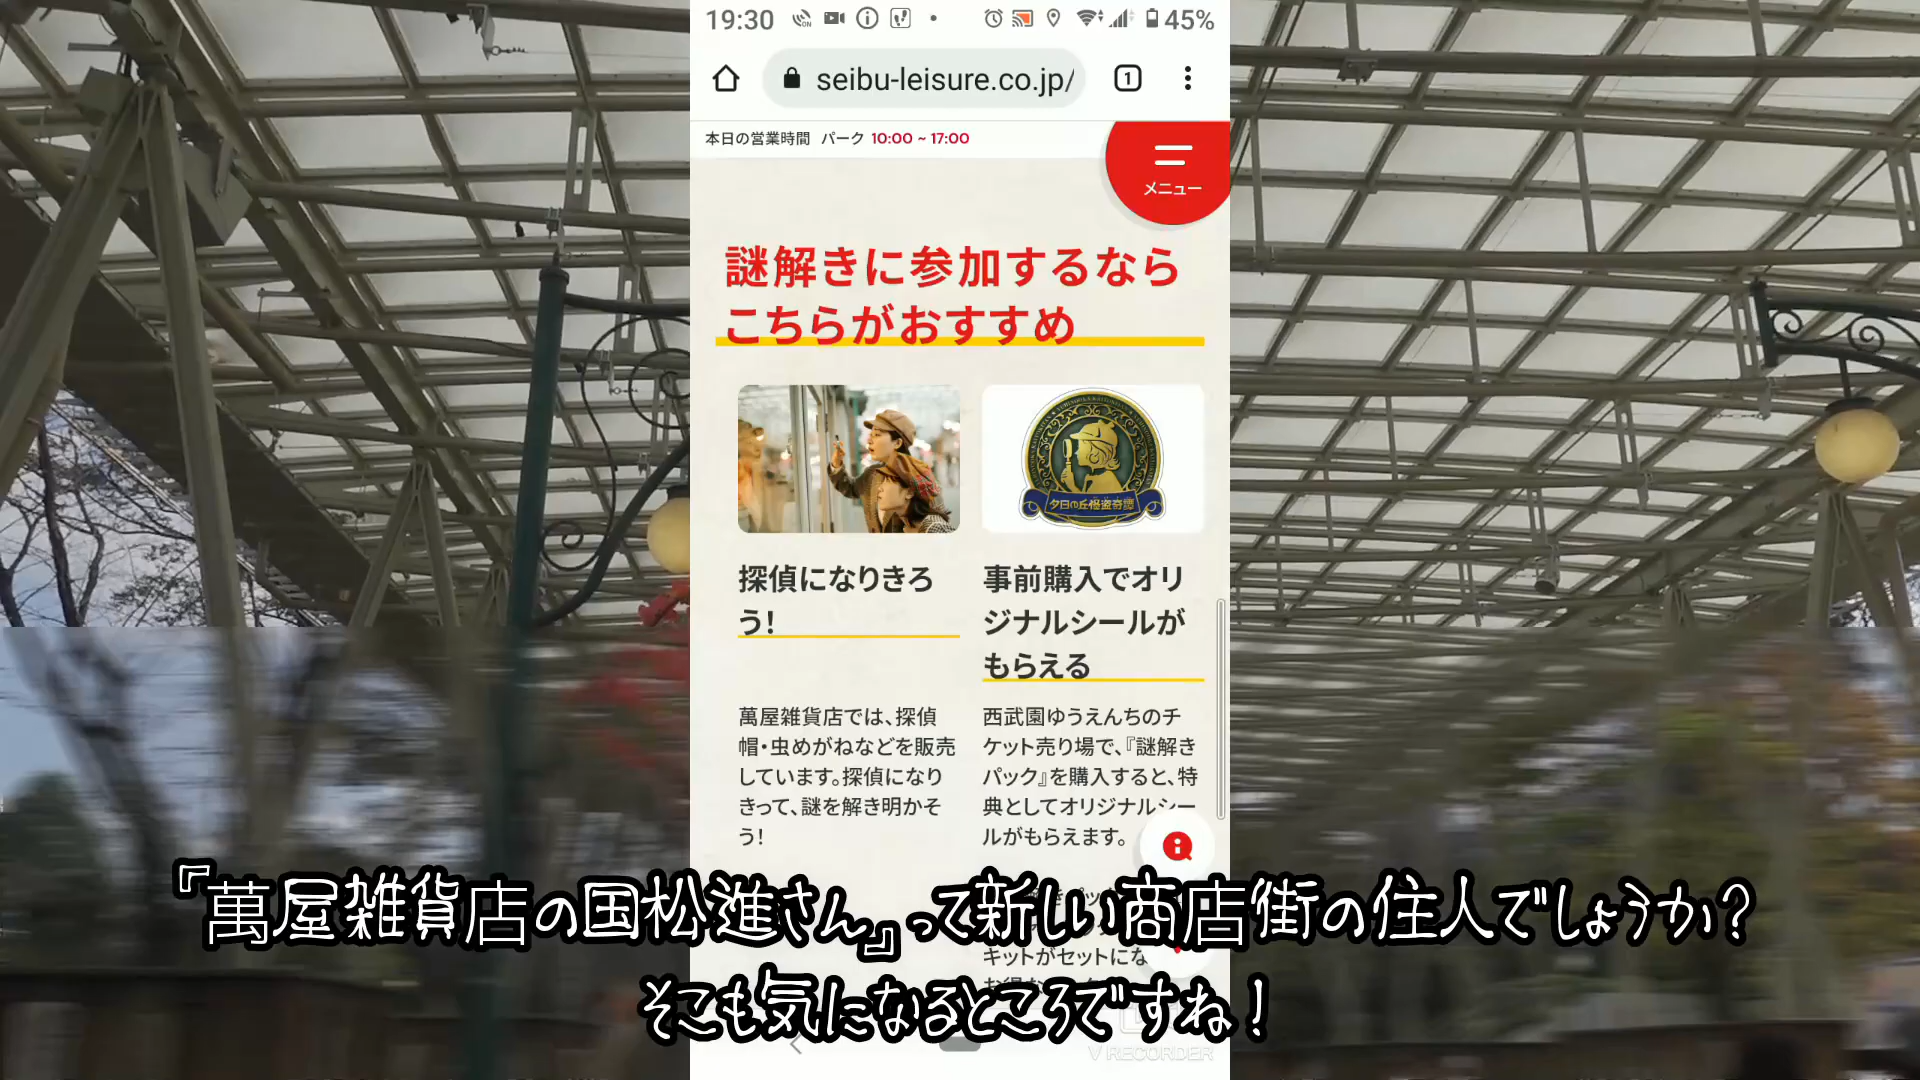 19:30
45%
seibu-leisure.co.jp/
1
本日の営業時間 パーク 10:00 ~ 17:00
メニュー
謎解きに参加するなら
こちらがおすすめ
夕日の丘怪盗奇譚
探偵になりきろ
う!
萬屋雑貨店では、探偵
帽・虫めがねなどを販売
しています。探偵になり
きって、謎を解き明かそ
う!
事前購入でオリ
ジナルシールが
もらえる
西武園ゆうえんちのチ
ケット売り場で、『謎解き
パック』を購入すると、特
典としてオリジナルシー
ルがもらえます。
キットがセットにな
『萬屋雑貨店の国松進さん』って新しい商店街の住人でしょうか?
そこも気になるところですね!
V RECORDER